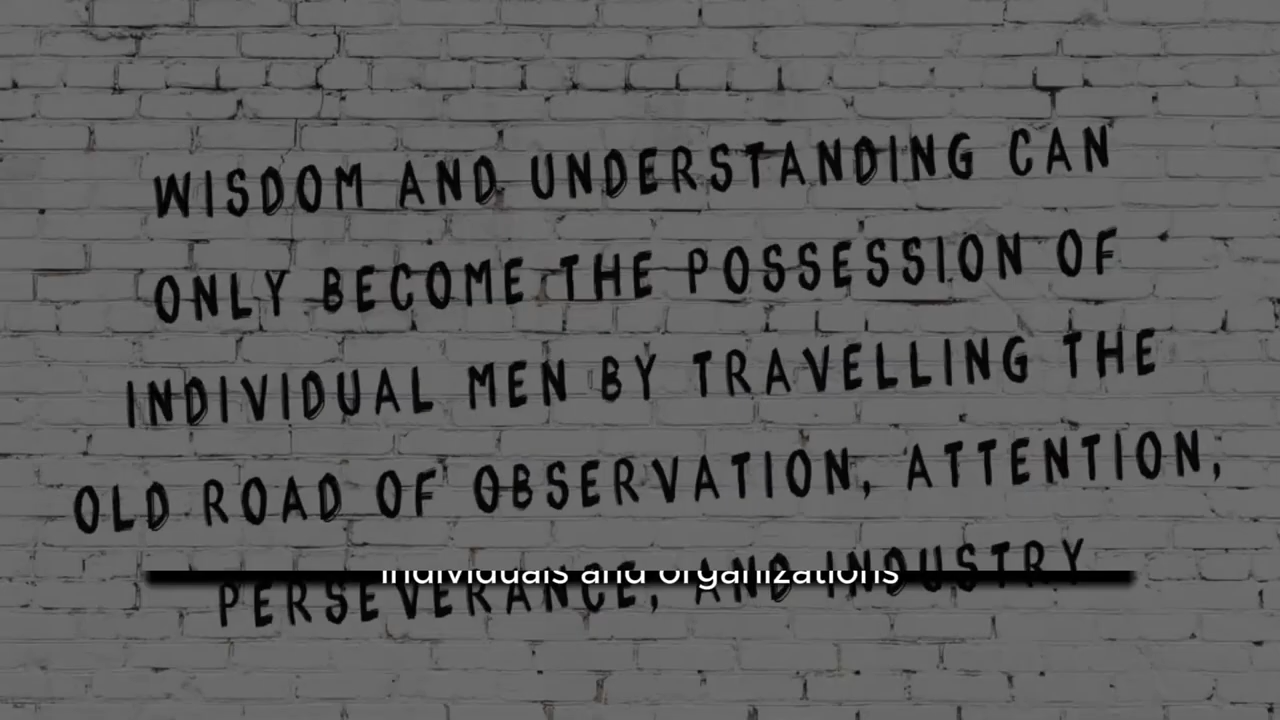 WISDOM AND UNDERSTANDING CAN
ONLY BECOME THE POSSESSION OF
INDIVIDUAL MEN BY TRAVELLING THE
OLD ROAD OF OBSERVATION, ATTENTION,
PERSEVERANCE, AND INDUSTRY
individuals and organizations